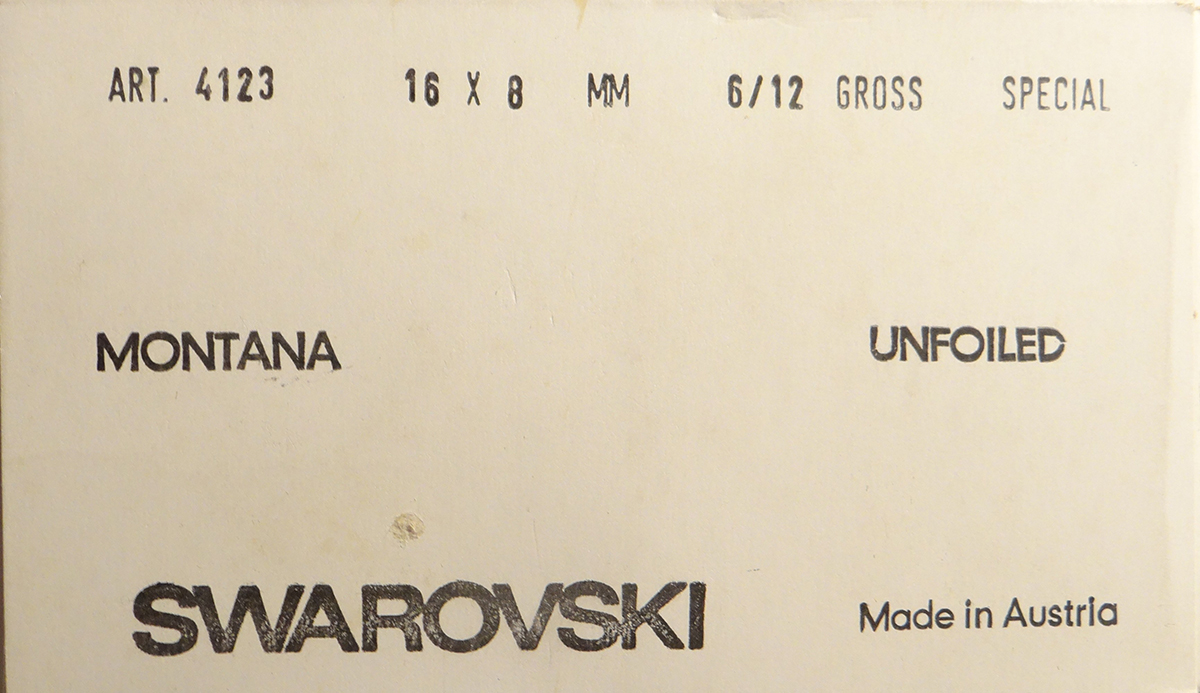 ART. 4123 16 X 8 MM 6/12 GROSS SPECIAL
MONTANA UNFOILED
SWAROVSKI Made in Austria